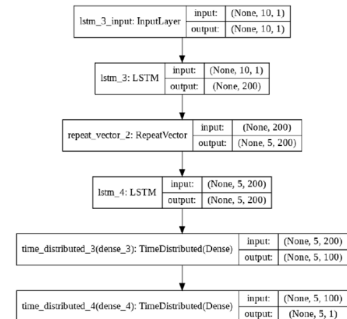 lstm_3_input: InputLayer
input: (None, 10, 1)
output: (None, 10, 1)
lstm_3: LSTM
input: (None, 10, 1)
output: (None, 200)
repeat_vector_2: RepeatVector
input: (None, 200)
output: (None, 5, 200)
lstm_4: LSTM
input: (None, 5, 200)
output: (None, 5, 200)
time_distributed_3(dense_3): TimeDistributed(Dense)
input: (None, 5, 200)
output: (None, 5, 100)
time_distributed_4(dense_4): TimeDistributed(Dense)
input: (None, 5, 100)
output: (None, 5, 1)